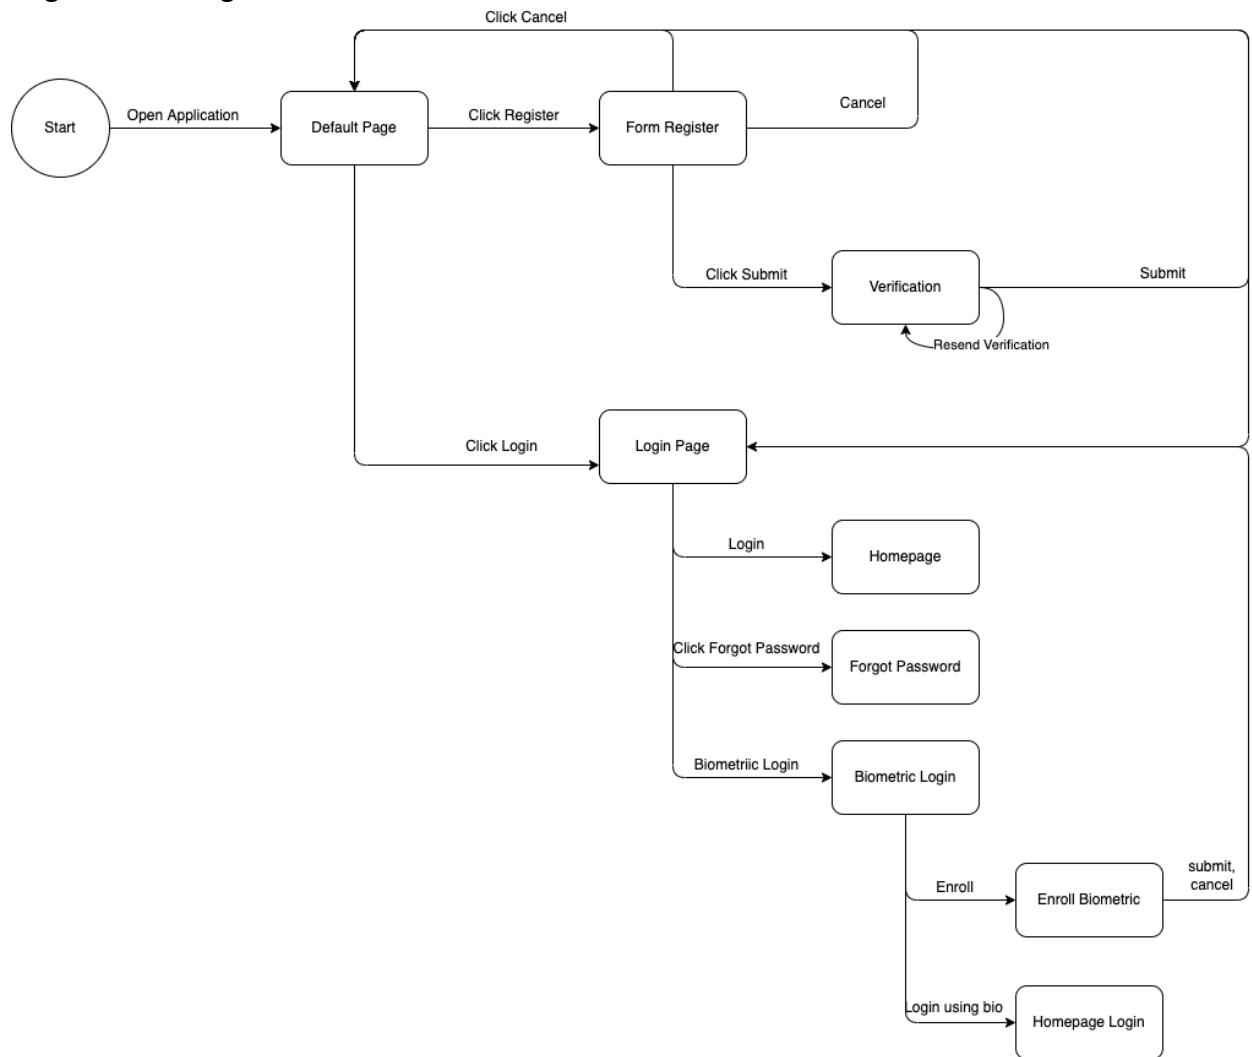 Click Cancel
Start
Open Application
Default Page
Click Register
Form Register
Cancel
Click Submit
Verification
Submit
Resend Verification
Click Login
Login Page
Login
Homepage
Click Forgot Password
Forgot Password
Biometriic Login
Biometric Login
submit,
cancel
Enroll
Enroll Biometric
Login using bio
Homepage Login